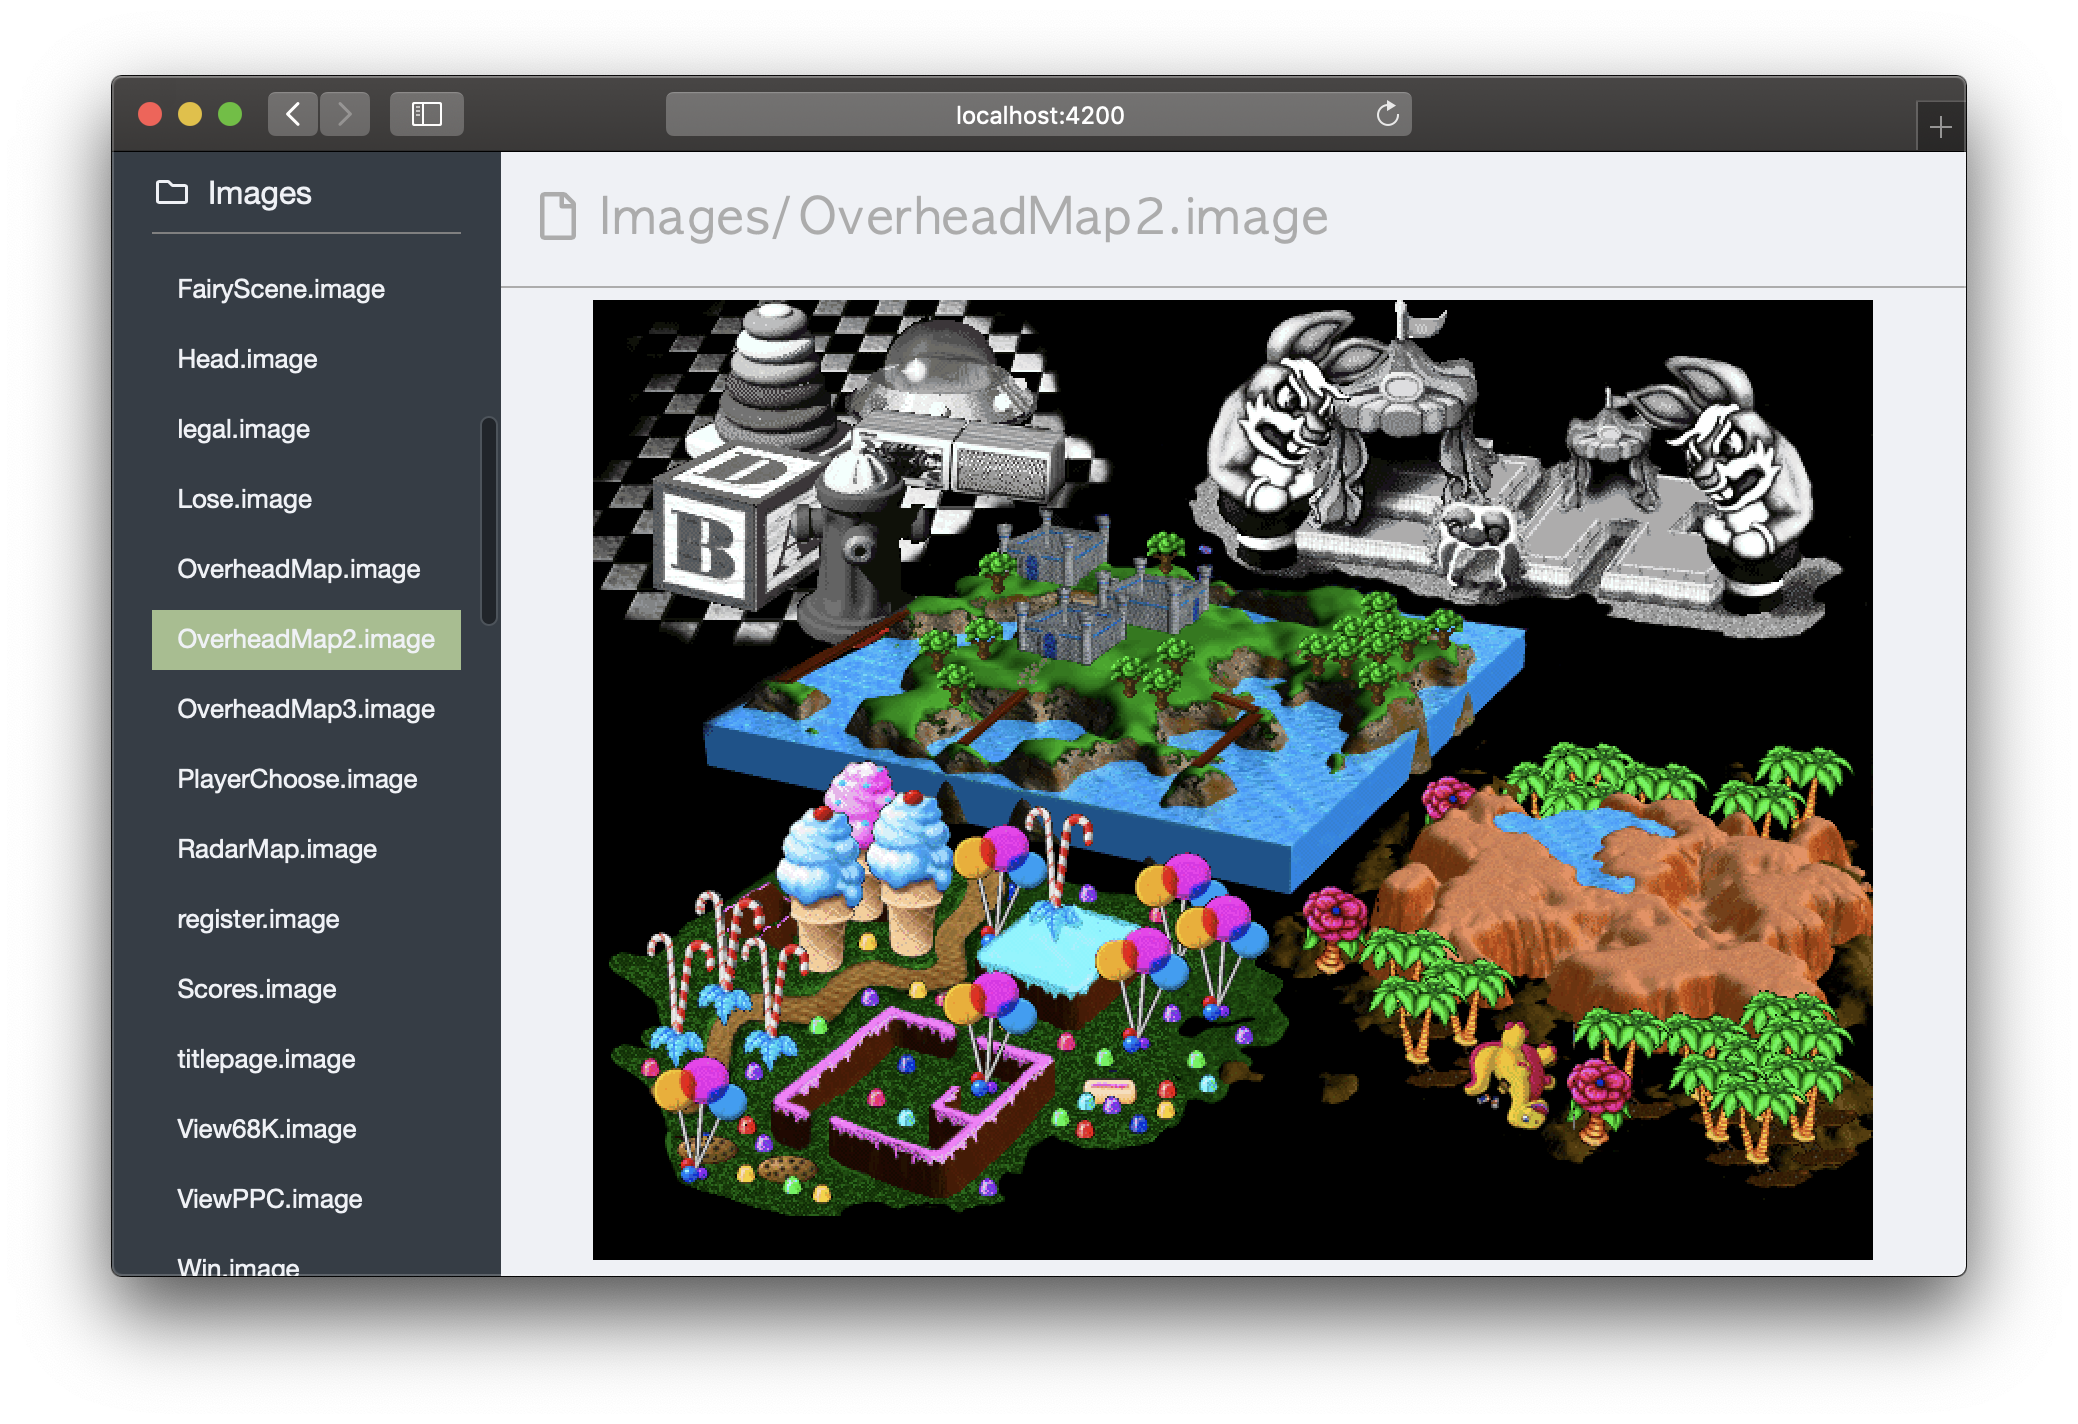 localhost:4200
Images
FairyScene.image
Head.image
legal.image
Lose.image
OverheadMap.image
OverheadMap2.image
OverheadMap3.image
PlayerChoose.image
RadarMap.image
register.image
Scores.image
titlepage.image
View68K.image
ViewPPC.image
Win.image
Images/OverheadMap2.image
D
B
A